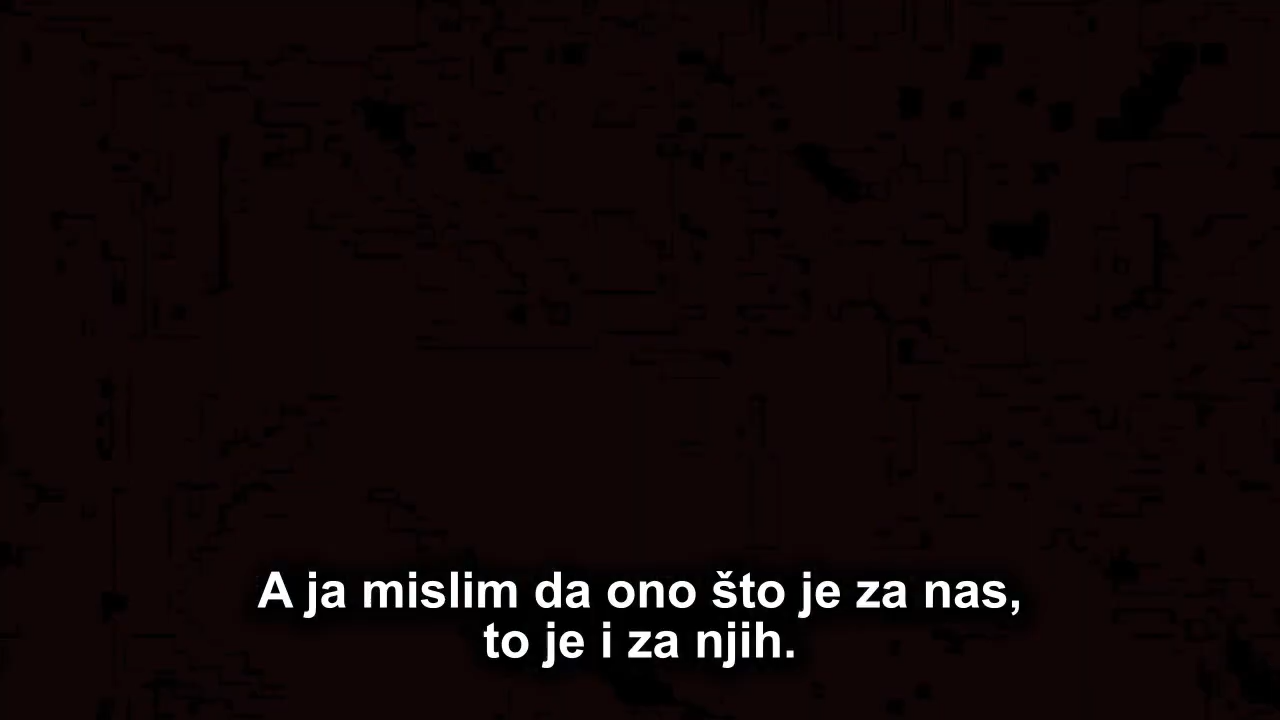 A ja mislim da ono što je za nas,
to je i za njih.